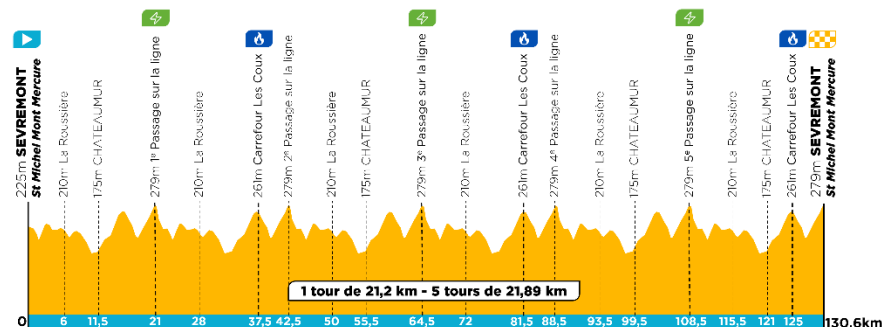 225m SEVREMONT
St Michel Mont Mercure
210m La Roussière
175m CHATEAUMUR
279m 1e Passage sur la ligne
210m La Roussière
261m Carrefour Les Coux
279m 2e Passage sur la ligne
210m La Roussière
175m CHATEAUMUR
279m 3e Passage sur la ligne
210m La Roussière
261m Carrefour Les Coux
279m 4e Passage sur la ligne
210m La Roussière
175m CHATEAUMUR
279m 5e Passage sur la ligne
210m La Roussière
175m CHATEAUMUR
261m Carrefour Les Coux
279m SEVREMONT
St Michel Mont Mercure
1 tour de 21,2 km - 5 tours de 21,89 km
0 6 11,5 21 28 37,5 42,5 50 55,5 64,5 72 81,5 88,5 93,5 99,5 108,5 115,5 121 125 130.6km